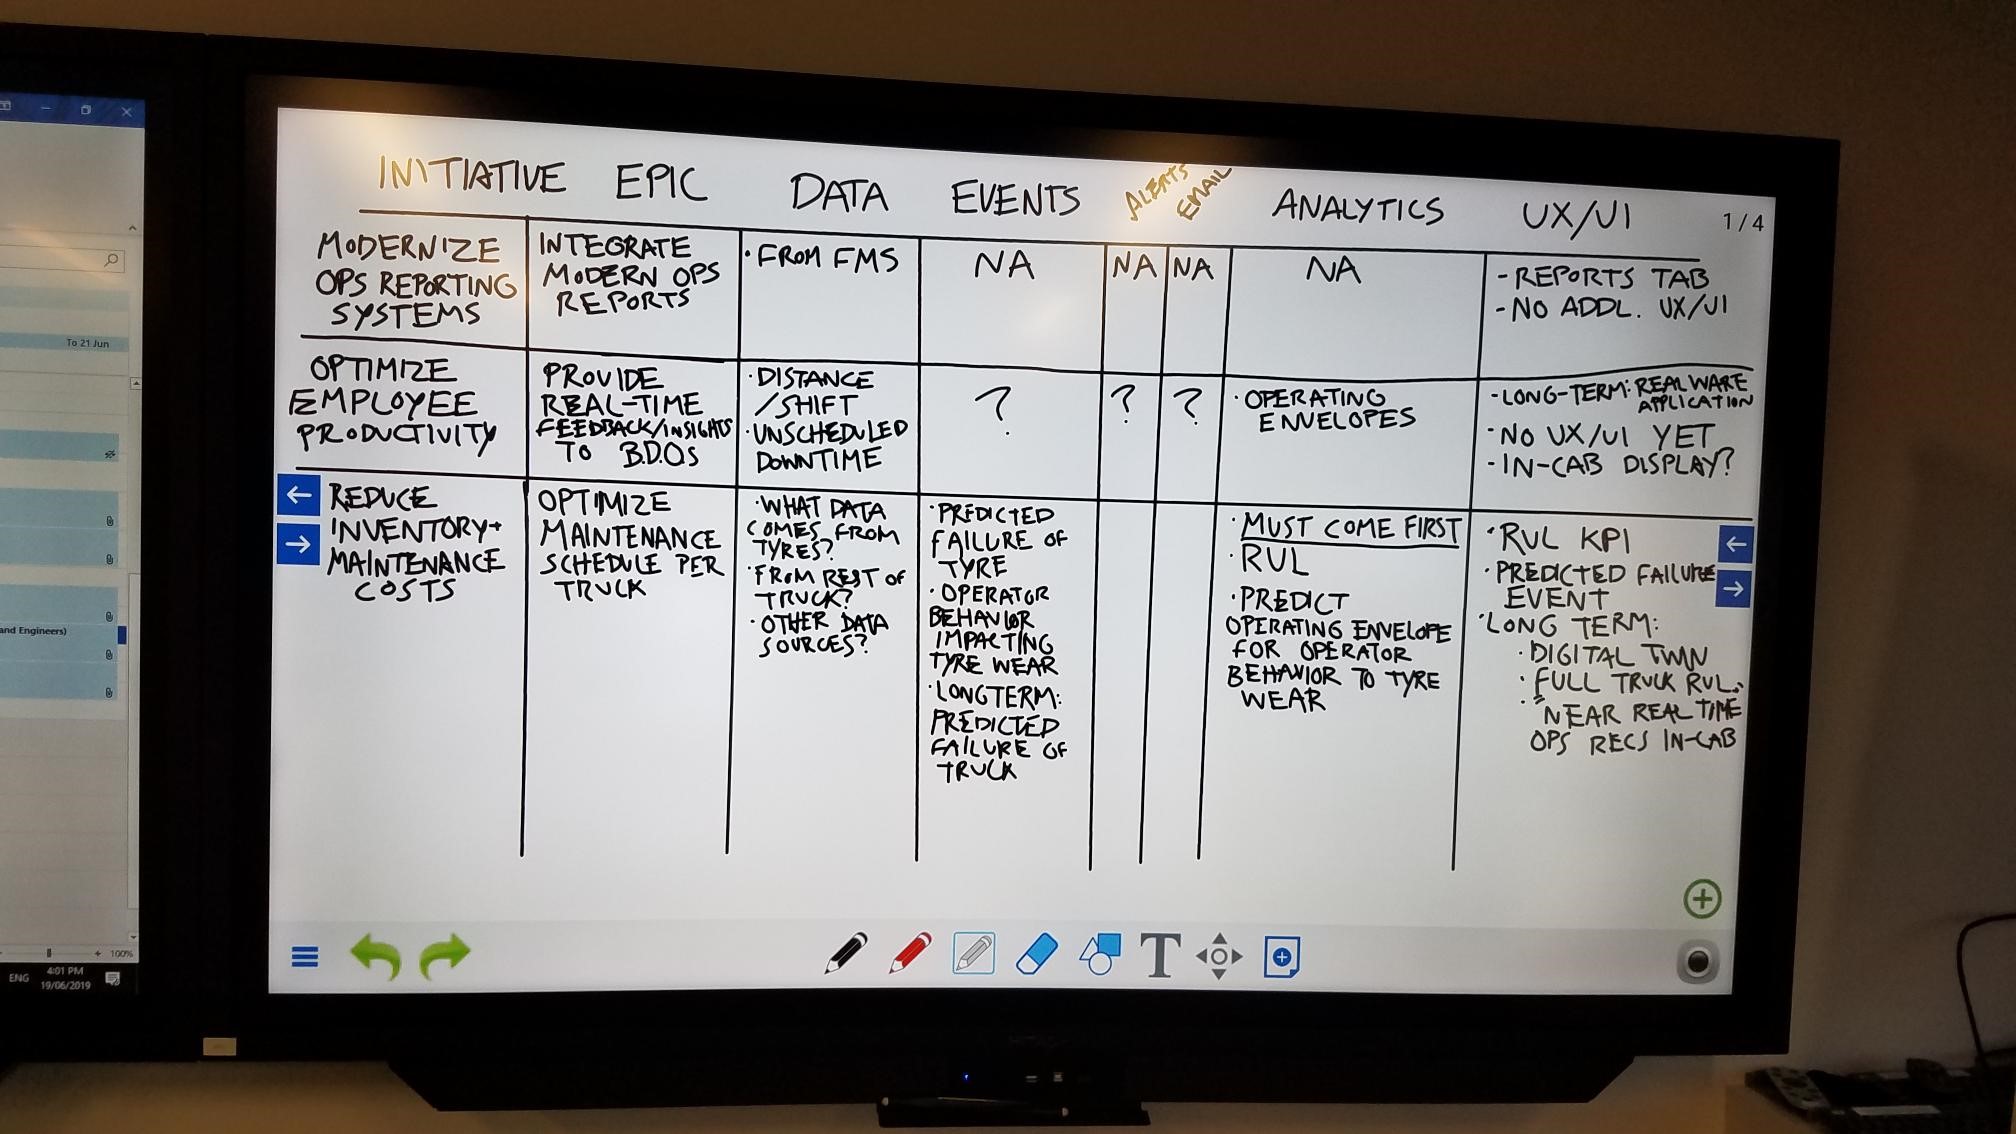 INITIATIVE EPIC DATA EVENTS ALERTS EMAIL ANALYTICS UX/UI 1/4
MODERNIZE
OPS REPORTING
SYSTEMS
INTEGRATE
MODERN OPS
REPORTS
· FROM FMS
NA
NA
NA
NA
- REPORTS TAB
- NO ADDL. UX/UI
OPTIMIZE
EMPLOYEE
PRODUCTIVITY
PROVIDE
REAL-TIME
FEEDBACK/INSIGHTS
TO B.D.O.S
· DISTANCE
/SHIFT
· UNSCHEDULED
DOWNTIME
?
?
?
· OPERATING
ENVELOPES
- LONG-TERM: REALWARE
APPLICATION
- NO UX/UI YET
- IN-CAB DISPLAY?
REDUCE
INVENTORY+
MAINTENANCE
COSTS
OPTIMIZE
MAINTENANCE
SCHEDULE PER
TRUCK
· WHAT DATA
COMES FROM
TYRES?
· FROM REST OF
TRUCK?
· OTHER DATA
SOURCES?
· PREDICTED
FAILURE OF
TYRE
· OPERATOR
BEHAVIOR
IMPACTING
TYRE WEAR
· LONGTERM:
PREDICTED
FAILURE OF
TRUCK
· MUST COME FIRST
· RUL
· PREDICT
OPERATING ENVELOPE
FOR OPERATOR
BEHAVIOR TO TYRE
WEAR
· RUL KPI
· PREDICTED FAILURE
EVENT
· LONG TERM:
· DIGITAL TWIN
· FULL TRUCK RUL
· NEAR REAL TIME
OPS RECS IN-CAB
T
To 21 Jun
and Engineers)
100%
ENG
4:01 PM
19/06/2019